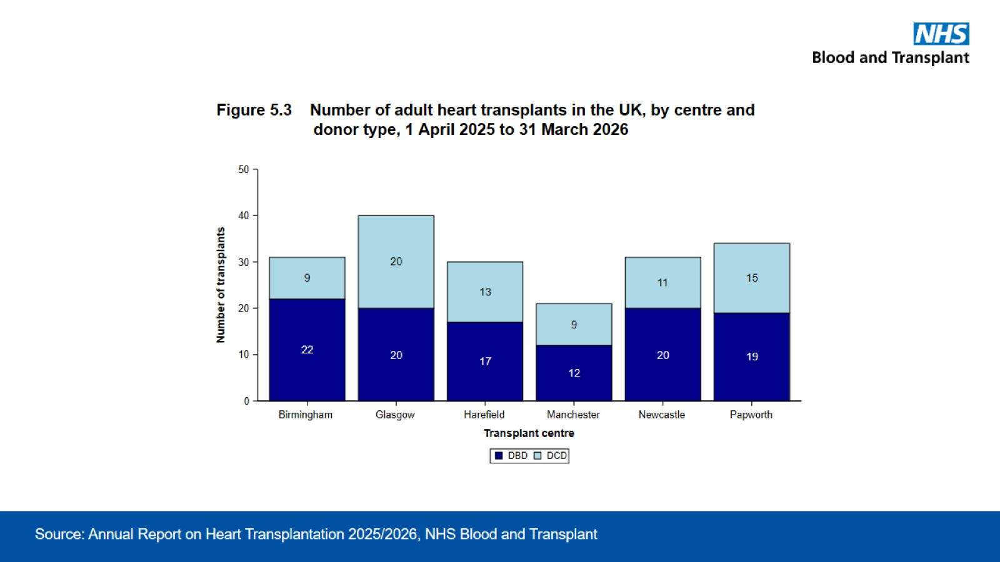 NHS
Blood and Transplant
Figure 5.3 Number of adult heart transplants in the UK, by centre and
donor type, 1 April 2025 to 31 March 2026
50
40
30
20
10
0
Number of transplants
9
20
13
9
11
15
22
20
17
12
20
19
Birmingham Glasgow Harefield Manchester Newcastle Papworth
Transplant centre
DBD DCD
Source: Annual Report on Heart Transplantation 2025/2026, NHS Blood and Transplant